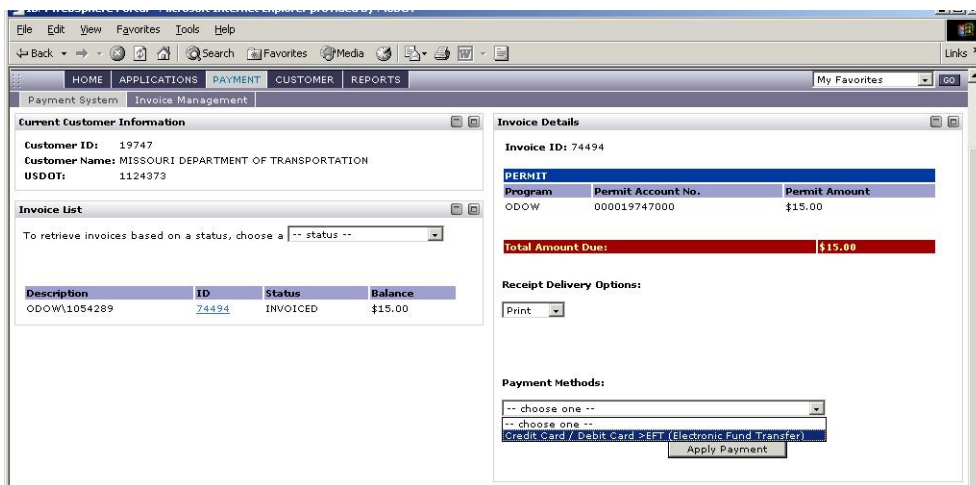 File Edit View Favorites Tools Help
Back Search Favorites Media Links
HOME APPLICATIONS PAYMENT CUSTOMER REPORTS My Favorites GO
Payment System Invoice Management
Current Customer Information
Customer ID: 19747
Customer Name: MISSOURI DEPARTMENT OF TRANSPORTATION
USDOT: 1124373
Invoice List
To retrieve invoices based on a status, choose a -- status --
Description ID Status Balance
ODOW\1054289 74494 INVOICED $15.00
Invoice Details
Invoice ID: 74494
PERMIT
Program Permit Account No. Permit Amount
ODOW 000019747000 $15.00
Total Amount Due: $15.00
Receipt Delivery Options:
Print
Payment Methods:
-- choose one --
-- choose one --
Credit Card / Debit Card >EFT (Electronic Fund Transfer)
Apply Payment